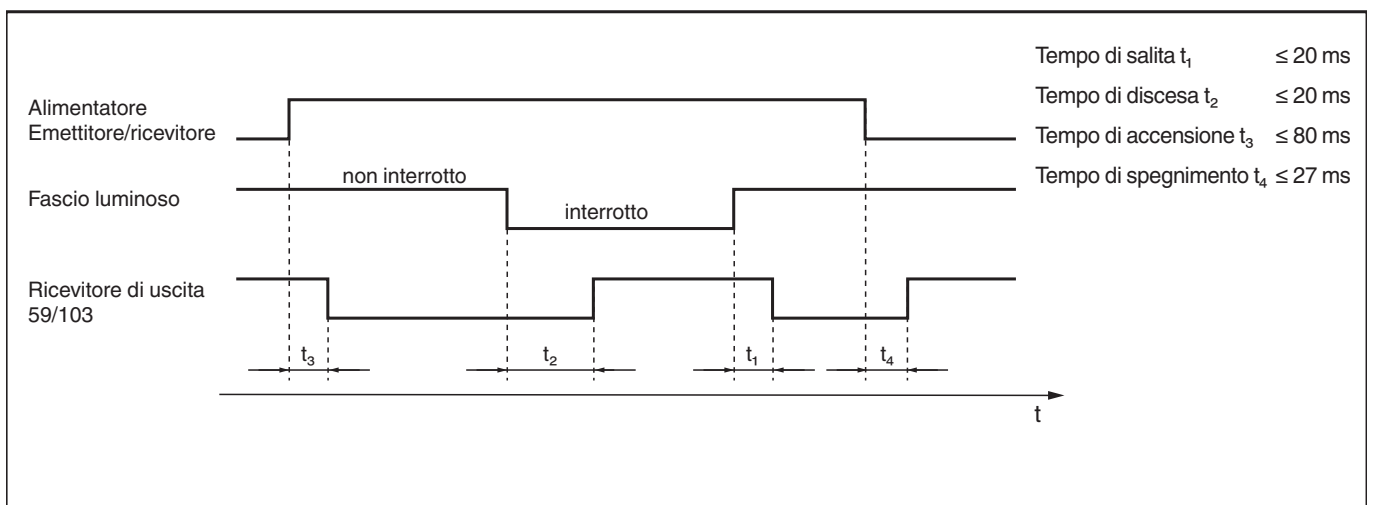 Tempo di salita t₁ ≤ 20 ms
Tempo di discesa t₂ ≤ 20 ms
Tempo di accensione t₃ ≤ 80 ms
Tempo di spegnimento t₄ ≤ 27 ms
Alimentatore
Emettitore/ricevitore
Fascio luminoso
non interrotto
interrotto
Ricevitore di uscita
59/103
t₃
t₂
t₁
t₄
t